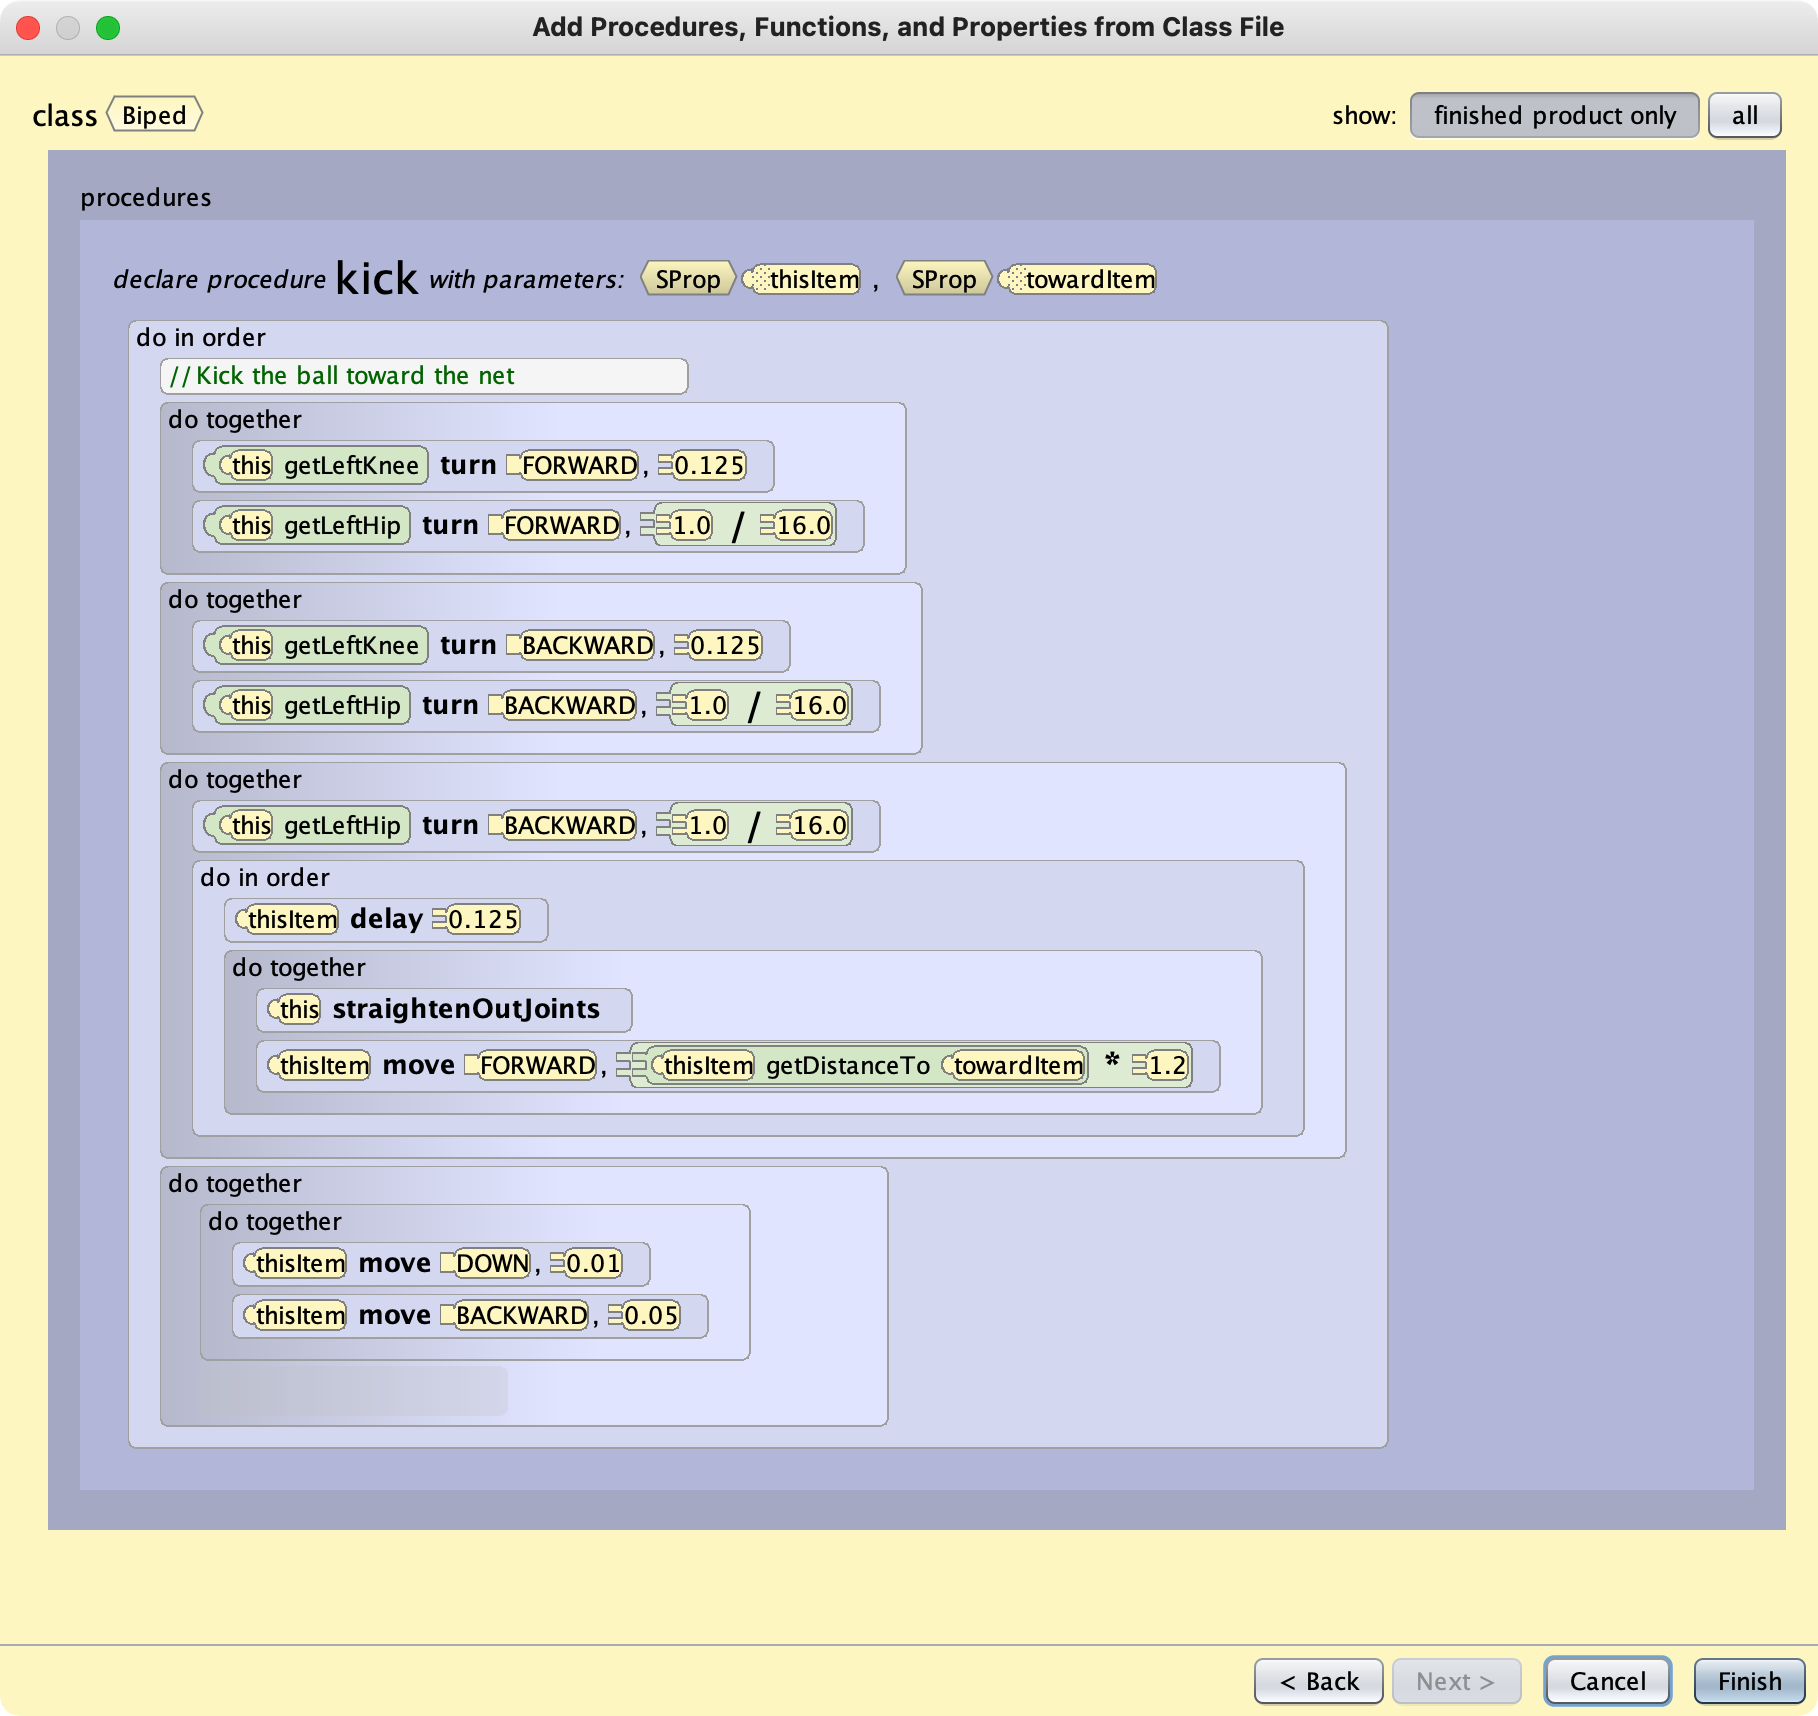 Add Procedures, Functions, and Properties from Class File
class Biped show: finished product only all
procedures
declare procedure kick with parameters: SProp thisItem , SProp towardItem
do in order
// Kick the ball toward the net
do together
this getLeftKnee turn FORWARD, 0.125
this getLeftHip turn FORWARD, 1.0 / 16.0
do together
this getLeftKnee turn BACKWARD, 0.125
this getLeftHip turn BACKWARD, 1.0 / 16.0
do together
this getLeftHip turn BACKWARD, 1.0 / 16.0
do in order
thisItem delay 0.125
do together
this straightenOutJoints
thisItem move FORWARD, thisItem getDistanceTo towardItem * 1.2
do together
do together
thisItem move DOWN, 0.01
thisItem move BACKWARD, 0.05
< Back Next > Cancel Finish